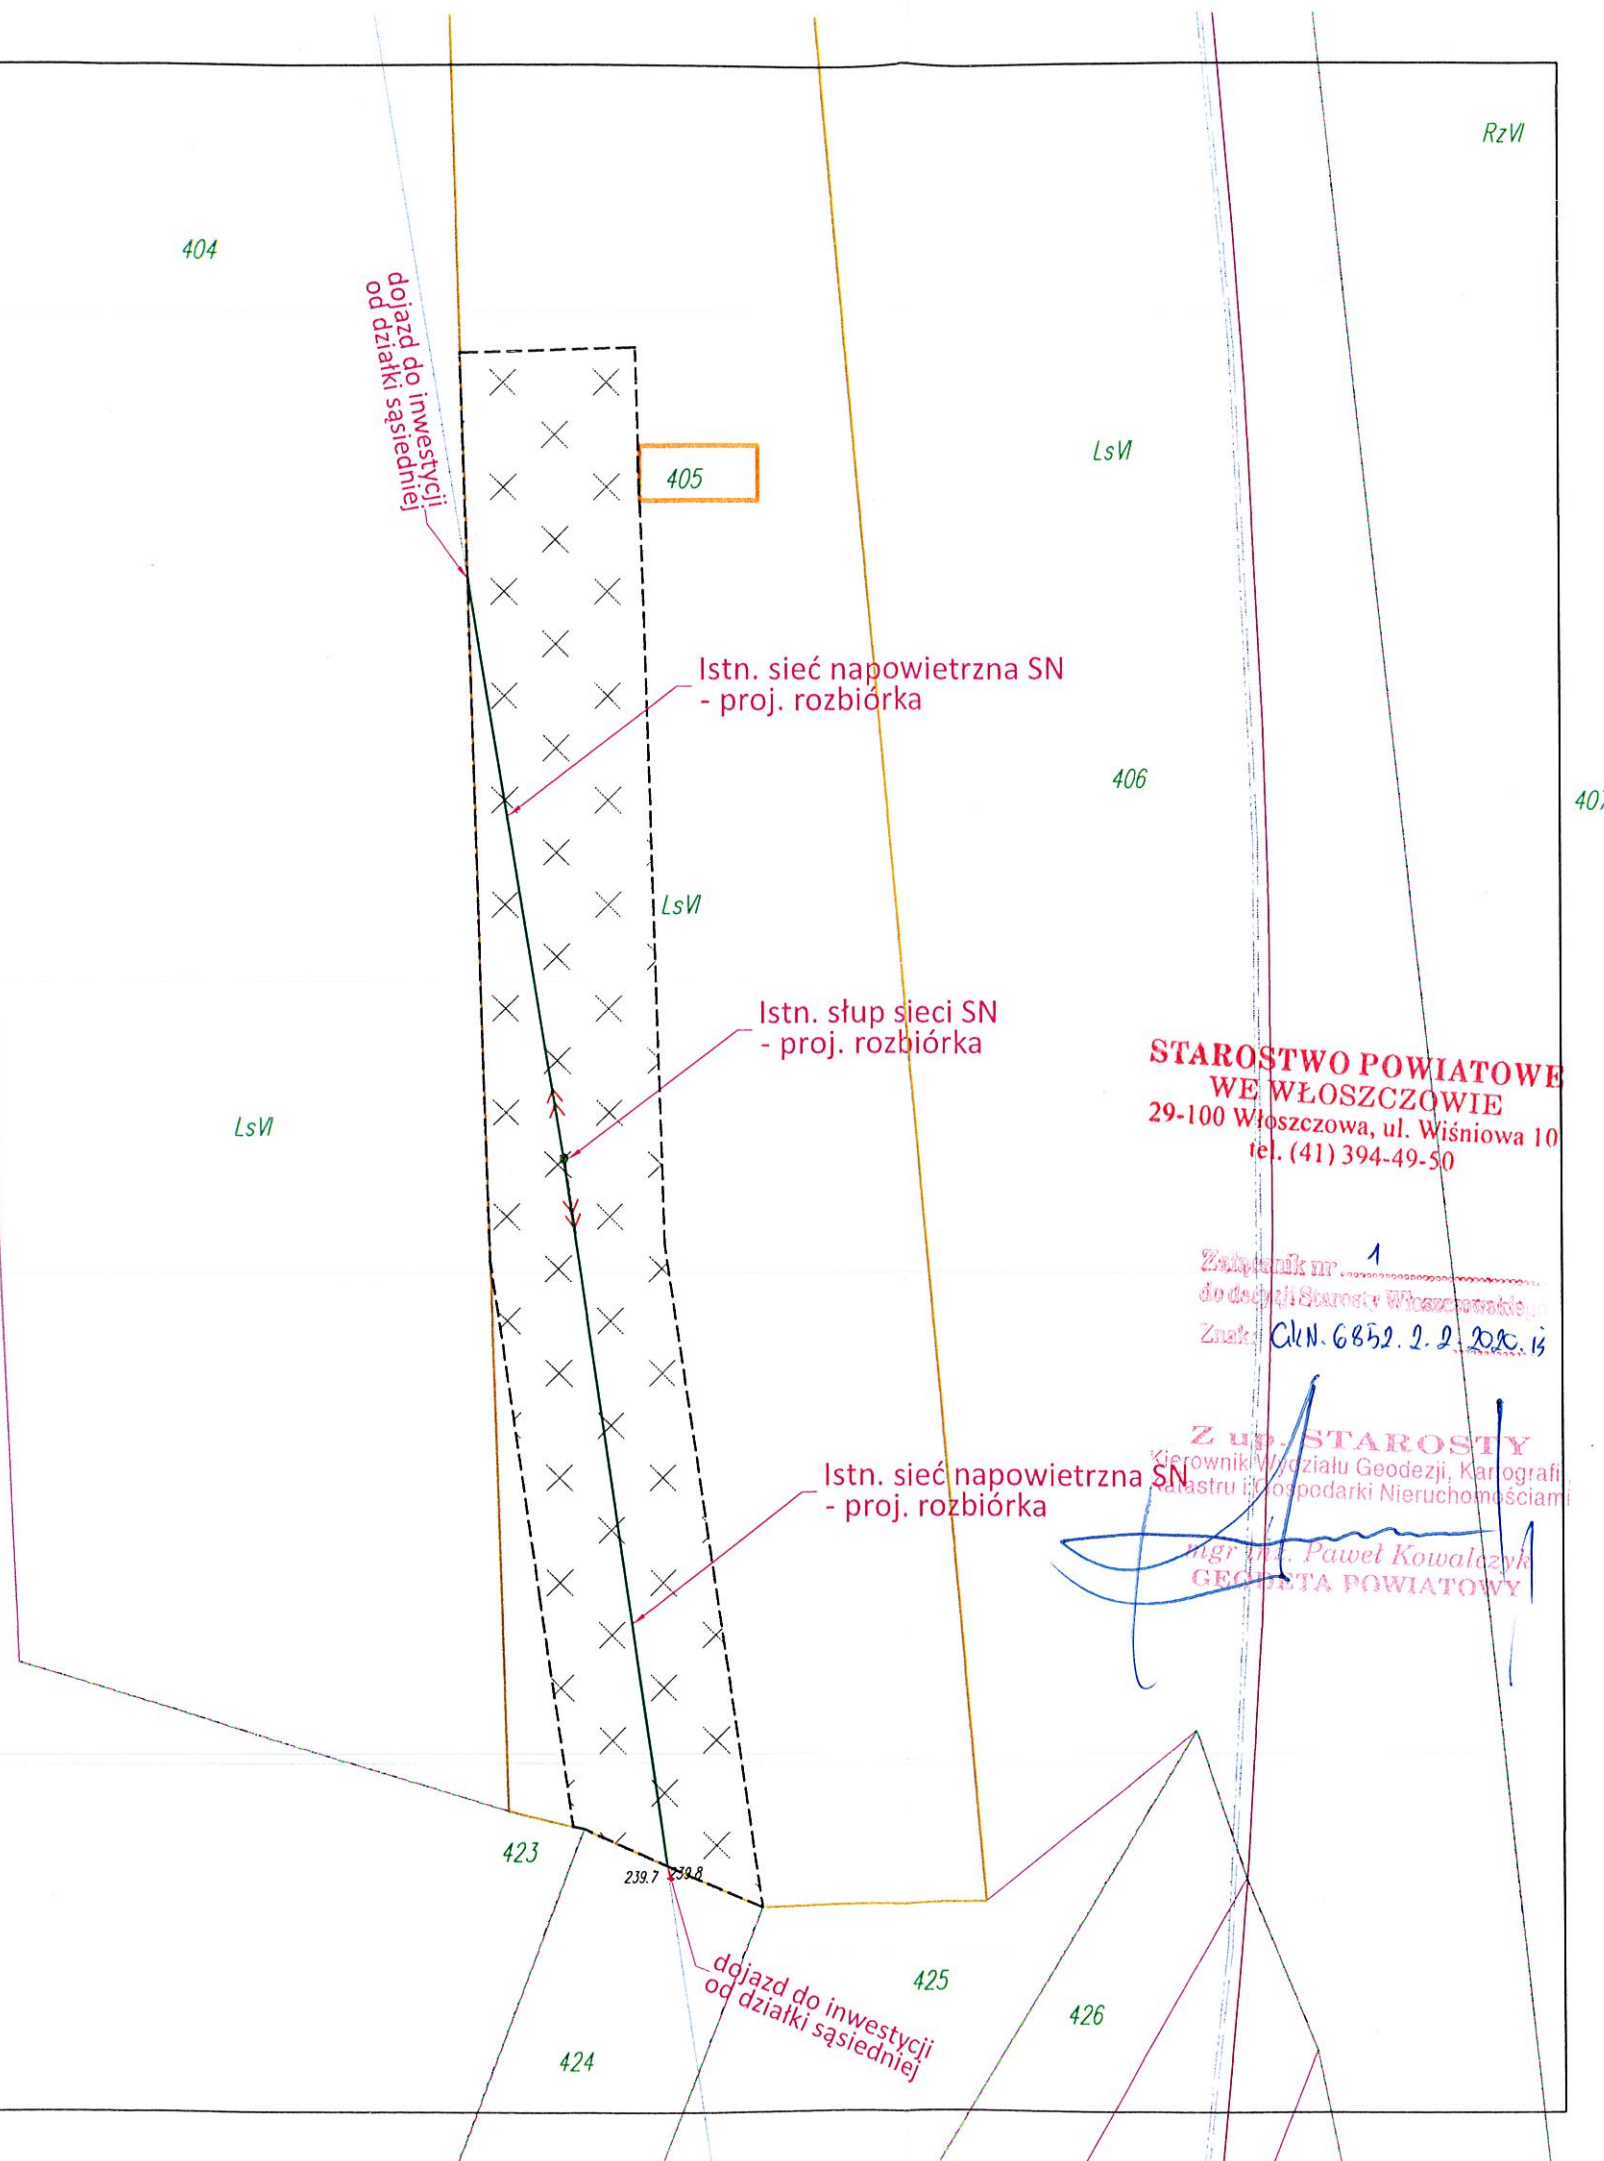 RzVI
404
dojazd do inwestycji
od działki sąsiedniej
405
LsVI
Istn. sieć napowietrzna SN
- proj. rozbiórka
406
407
LsVI
Istn. słup sieci SN
- proj. rozbiórka
STAROSTWO POWIATOWE
WE WŁOSZCZOWIE
29-100 Włoszczowa, ul. Wiśniowa 10
tel. (41) 394-49-50
LsVI
Załącznik nr 1
do decyzji Starosty Włoszczowskiego
Znak: GkN.6852.2.2.2020.
Z up. STAROSTY
Kierownik Wydziału Geodezji, Kartografii
Katastru i Gospodarki Nieruchomościami
Istn. sieć napowietrzna SN
- proj. rozbiórka
mgr inż. Paweł Kowalczyk
GEODETA POWIATOWY
423
239.7 239.8
dojazd do inwestycji
od działki sąsiedniej
425
426
424